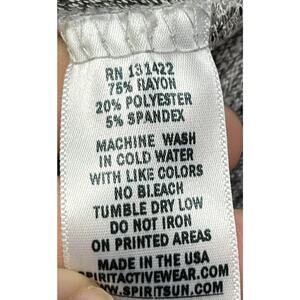 RN 131422
75% RAYON
20% POLYESTER
5% SPANDEX
MACHINE WASH
IN COLD WATER
WITH LIKE COLORS
NO BLEACH
TUMBLE DRY LOW
DO NOT IRON
ON PRINTED AREAS
MADE IN THE USA
SPIRITACTIVEWEAR.COM
WWW.SPIRITSUN.COM